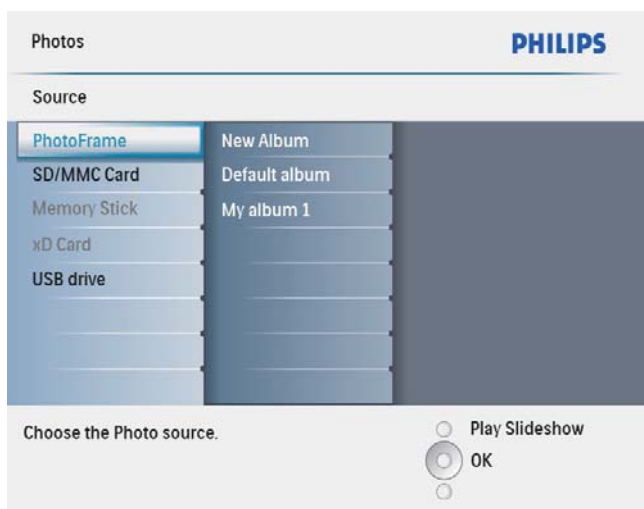 Photos
PHILIPS
Source
PhotoFrame
SD/MMC Card
Memory Stick
xD Card
USB drive
New Album
Default album
My album 1
Choose the Photo source.
Play Slideshow
OK